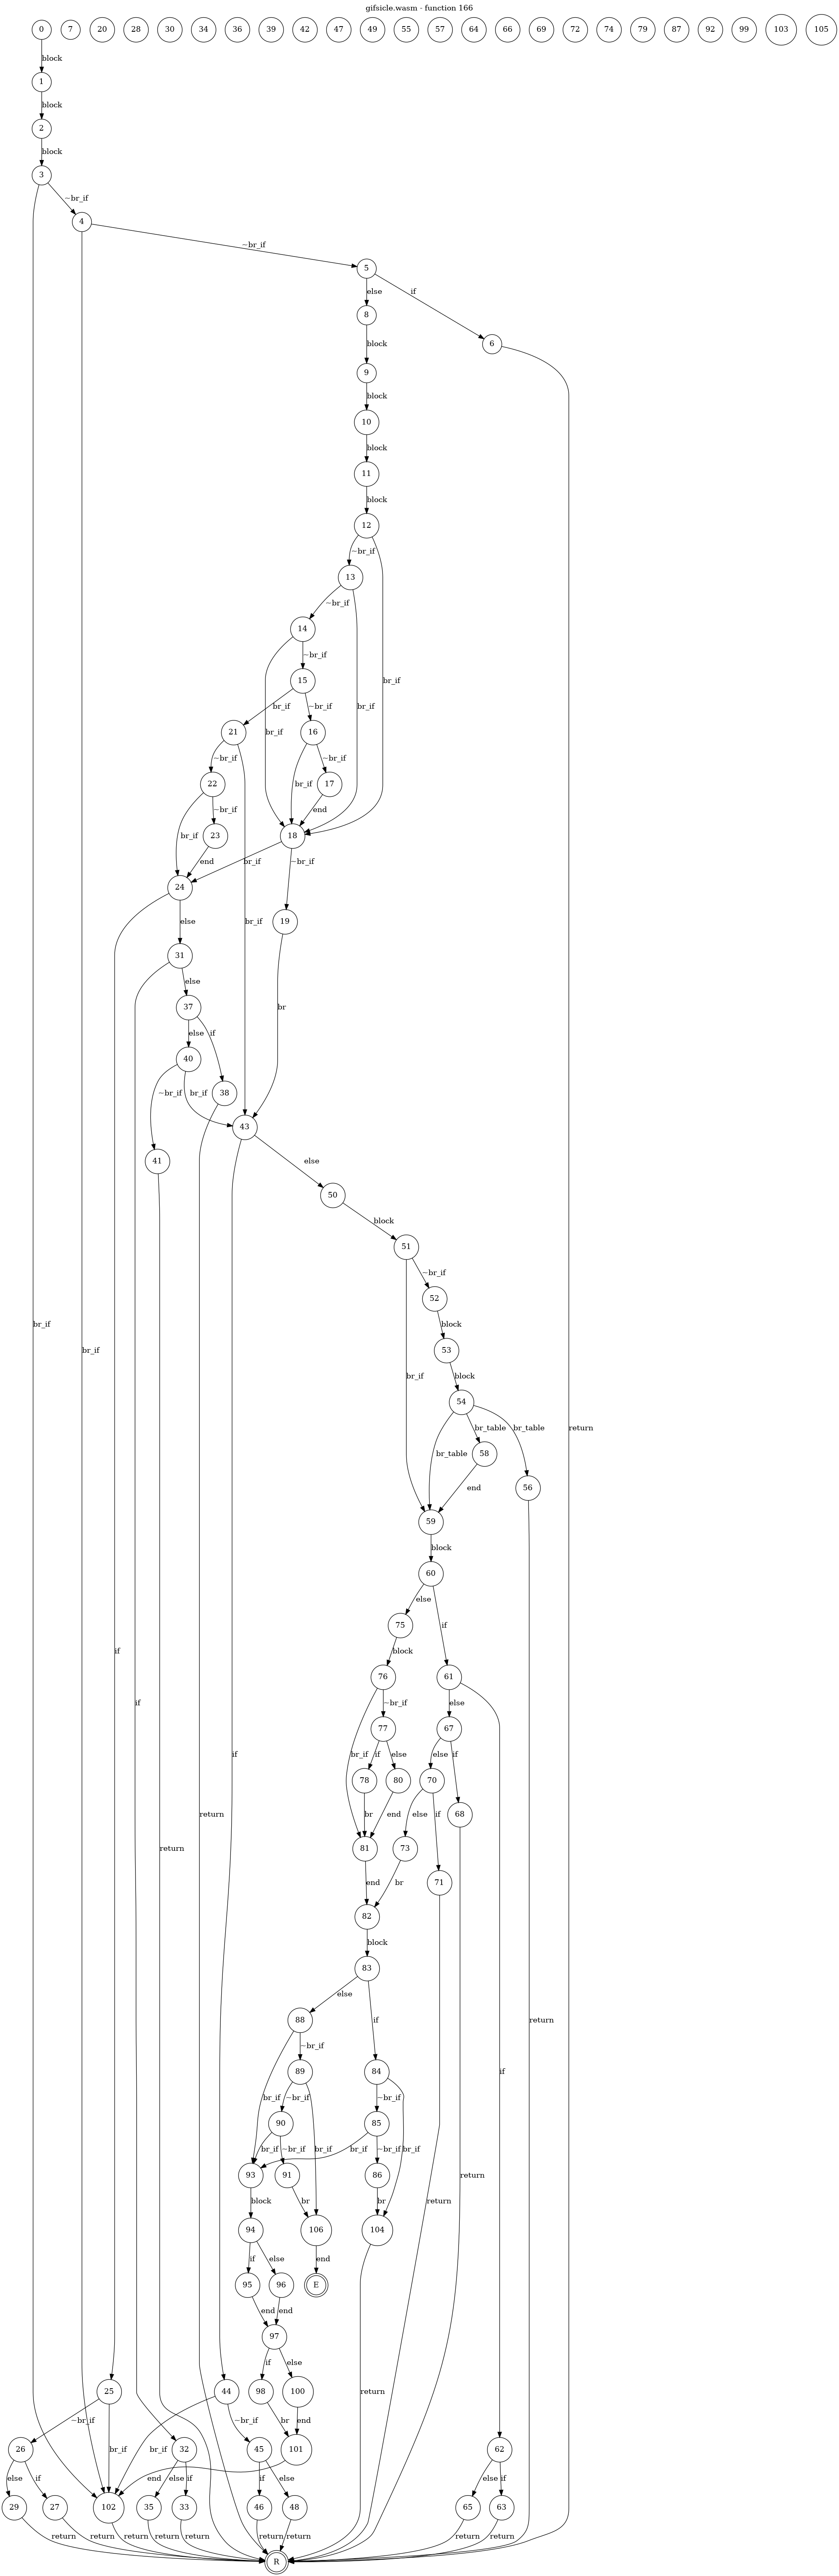 gifsicle.wasm - function 166
0 7 20 28 30 34 36 39 42 47 49 55 57 64 66 69 72 74 79 87 92 99 103 105
block
1
block
2
block
3
~br_if
4
~br_if
5
else if
8
6
block
9
block
10
block
11
block
12
~br_if
13
~br_if
14
~br_if
15
br_if br_if br_if ~br_if
21 16
~br_if br_if ~br_if
22 17
br_if ~br_if end
23 18
end br_if ~br_if
24
else br_if 19
31
else br
37
else if
40
~br_if br_if 38
43
41 else
50
block
51
~br_if
52
block
br_if br_if 53
block
br_if 54
br_table br_table return
br_table 58
end 56
59
block
60
else if
75
block if
76 61
if ~br_if else
77 67
if br_if if else else if
78 80 70
return br end else if 68
81 73
return end br 71
82
block
83
else if
88
~br_if return
89 84 if
br_if ~br_if ~br_if
90 85
br_if ~br_if br_if br_if ~br_if br_if
93 91 86 return
block br br return
94 106 104
if else end
95 96 E
end end
97
if else
25 44 98 100 return
~br_if br_if br_if ~br_if br end
26 32 45 101 62
else if else if if else end else if
29 27 102 35 33 46 48 65 63
return return return return return return return return return
R